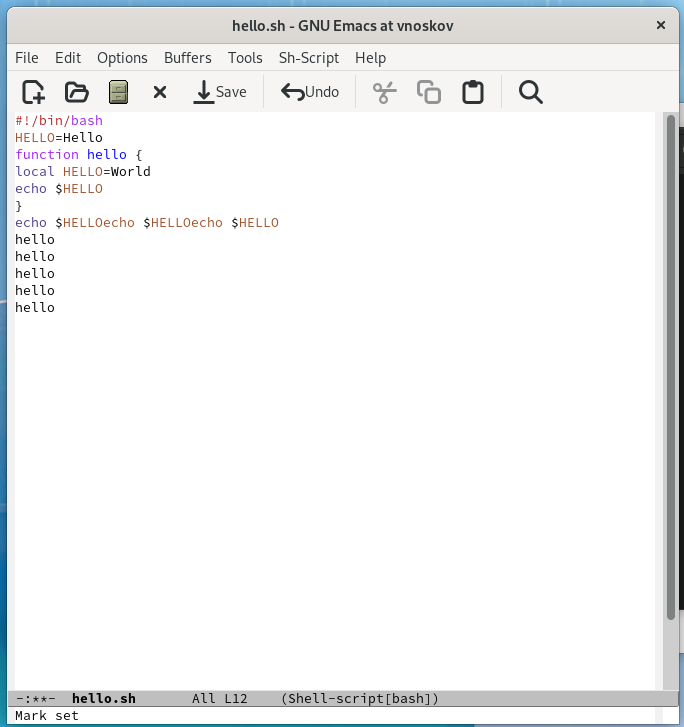 hello.sh - GNU Emacs at vnoskov
File Edit Options Buffers Tools Sh-Script Help
Save Undo
#!/bin/bash
HELLO=Hello
function hello {
local HELLO=World
echo $HELLO
}
echo $HELLOecho $HELLOecho $HELLO
hello
hello
hello
hello
hello
-:**- hello.sh All L12 (Shell-script[bash])
Mark set